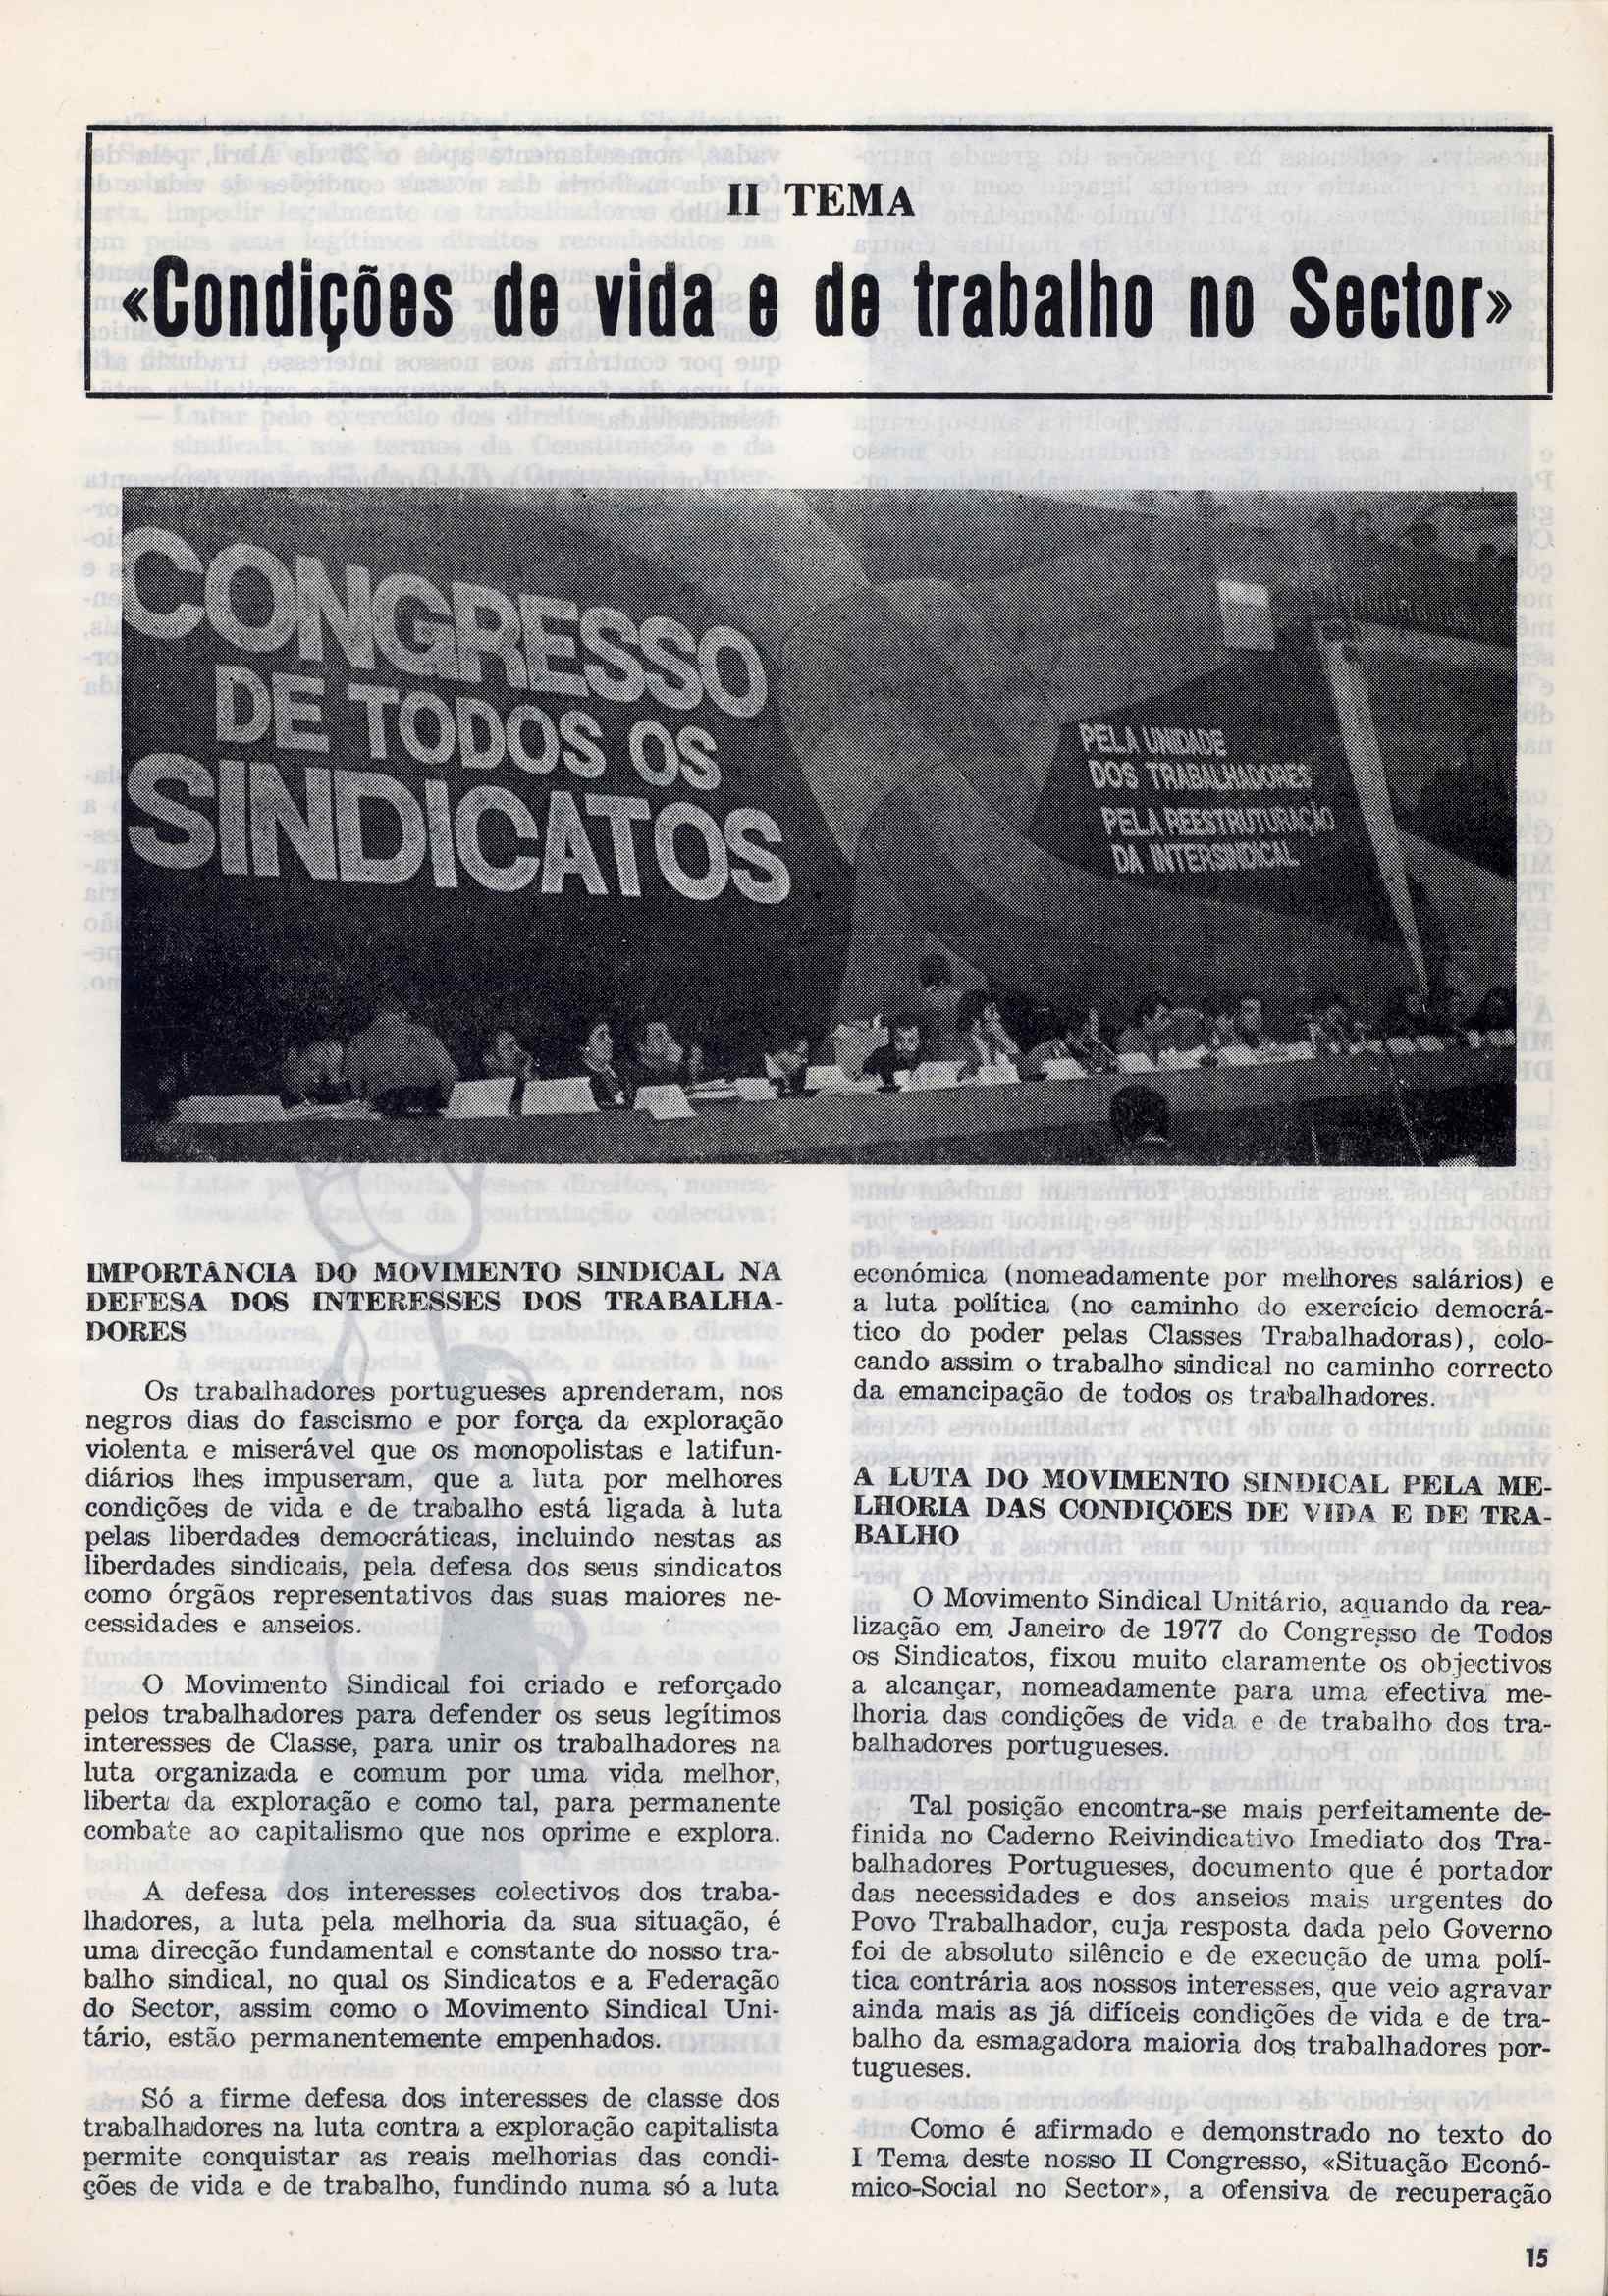 II TEMA
«Condições de vida e de trabalho no Sector»
CONGRESSO
DE TODOS OS
SINDICATOS
PELA UNIDADE
DOS TRABALHADORES
PELA REESTRUTURAÇÃO
DA INTERSINDICAL
IMPORTÂNCIA DO MOVIMENTO SINDICAL NA
DEFESA DOS INTERESSES DOS TRABALHA-
DORES
Os trabalhadores portugueses aprenderam, nos
negros dias do fascismo e por força da exploração
violenta e miserável que os monopolistas e latifun-
diários lhes impuseram, que a luta por melhores
condições de vida e de trabalho está ligada à luta
pelas liberdades democráticas, incluindo nestas as
liberdades sindicais, pela defesa dos seus sindicatos
como órgãos representativos das suas maiores ne-
cessidades e anseios.
O Movimento Sindical foi criado e reforçado
pelos trabalhadores para defender os seus legítimos
interesses de Classe, para unir os trabalhadores na
luta organizada e comum por uma vida melhor,
liberta da exploração e como tal, para permanente
combate ao capitalismo que nos oprime e explora.
A defesa dos interesses colectivos dos traba-
lhadores, a luta pela melhoria da sua situação, é
uma direcção fundamental e constante do nosso tra-
balho sindical, no qual os Sindicatos e a Federação
do Sector, assim como o Movimento Sindical Uni-
tário, estão permanentemente empenhados.
Só a firme defesa dos interesses de classe dos
trabalhadores na luta contra a exploração capitalista
permite conquistar as reais melhorias das condi-
ções de vida e de trabalho, fundindo numa só a luta
económica (nomeadamente por melhores salários) e
a luta política (no caminho do exercício democrá-
tico do poder pelas Classes Trabalhadoras), colo-
cando assim o trabalho sindical no caminho correcto
da emancipação de todos os trabalhadores.
A LUTA DO MOVIMENTO SINDICAL PELA ME-
LHORIA DAS CONDIÇÕES DE VIDA E DE TRA-
BALHO
O Movimento Sindical Unitário, aquando da rea-
lização em Janeiro de 1977 do Congresso de Todos
os Sindicatos, fixou muito claramente os objectivos
a alcançar, nomeadamente para uma efectiva me-
lhoria das condições de vida e de trabalho dos tra-
balhadores portugueses.
Tal posição encontra-se mais perfeitamente de-
finida no Caderno Reivindicativo Imediato dos Tra-
balhadores Portugueses, documento que é portador
das necessidades e dos anseios mais urgentes do
Povo Trabalhador, cuja resposta dada pelo Governo
foi de absoluto silêncio e de execução de uma polí-
tica contrária aos nossos interesses, que veio agravar
ainda mais as já difíceis condições de vida e de tra-
balho da esmagadora maioria dos trabalhadores por-
tugueses.
Como é afirmado e demonstrado no texto do
I Tema deste nosso II Congresso, «Situação Econó-
mico-Social no Sector», a ofensiva de recuperação
15